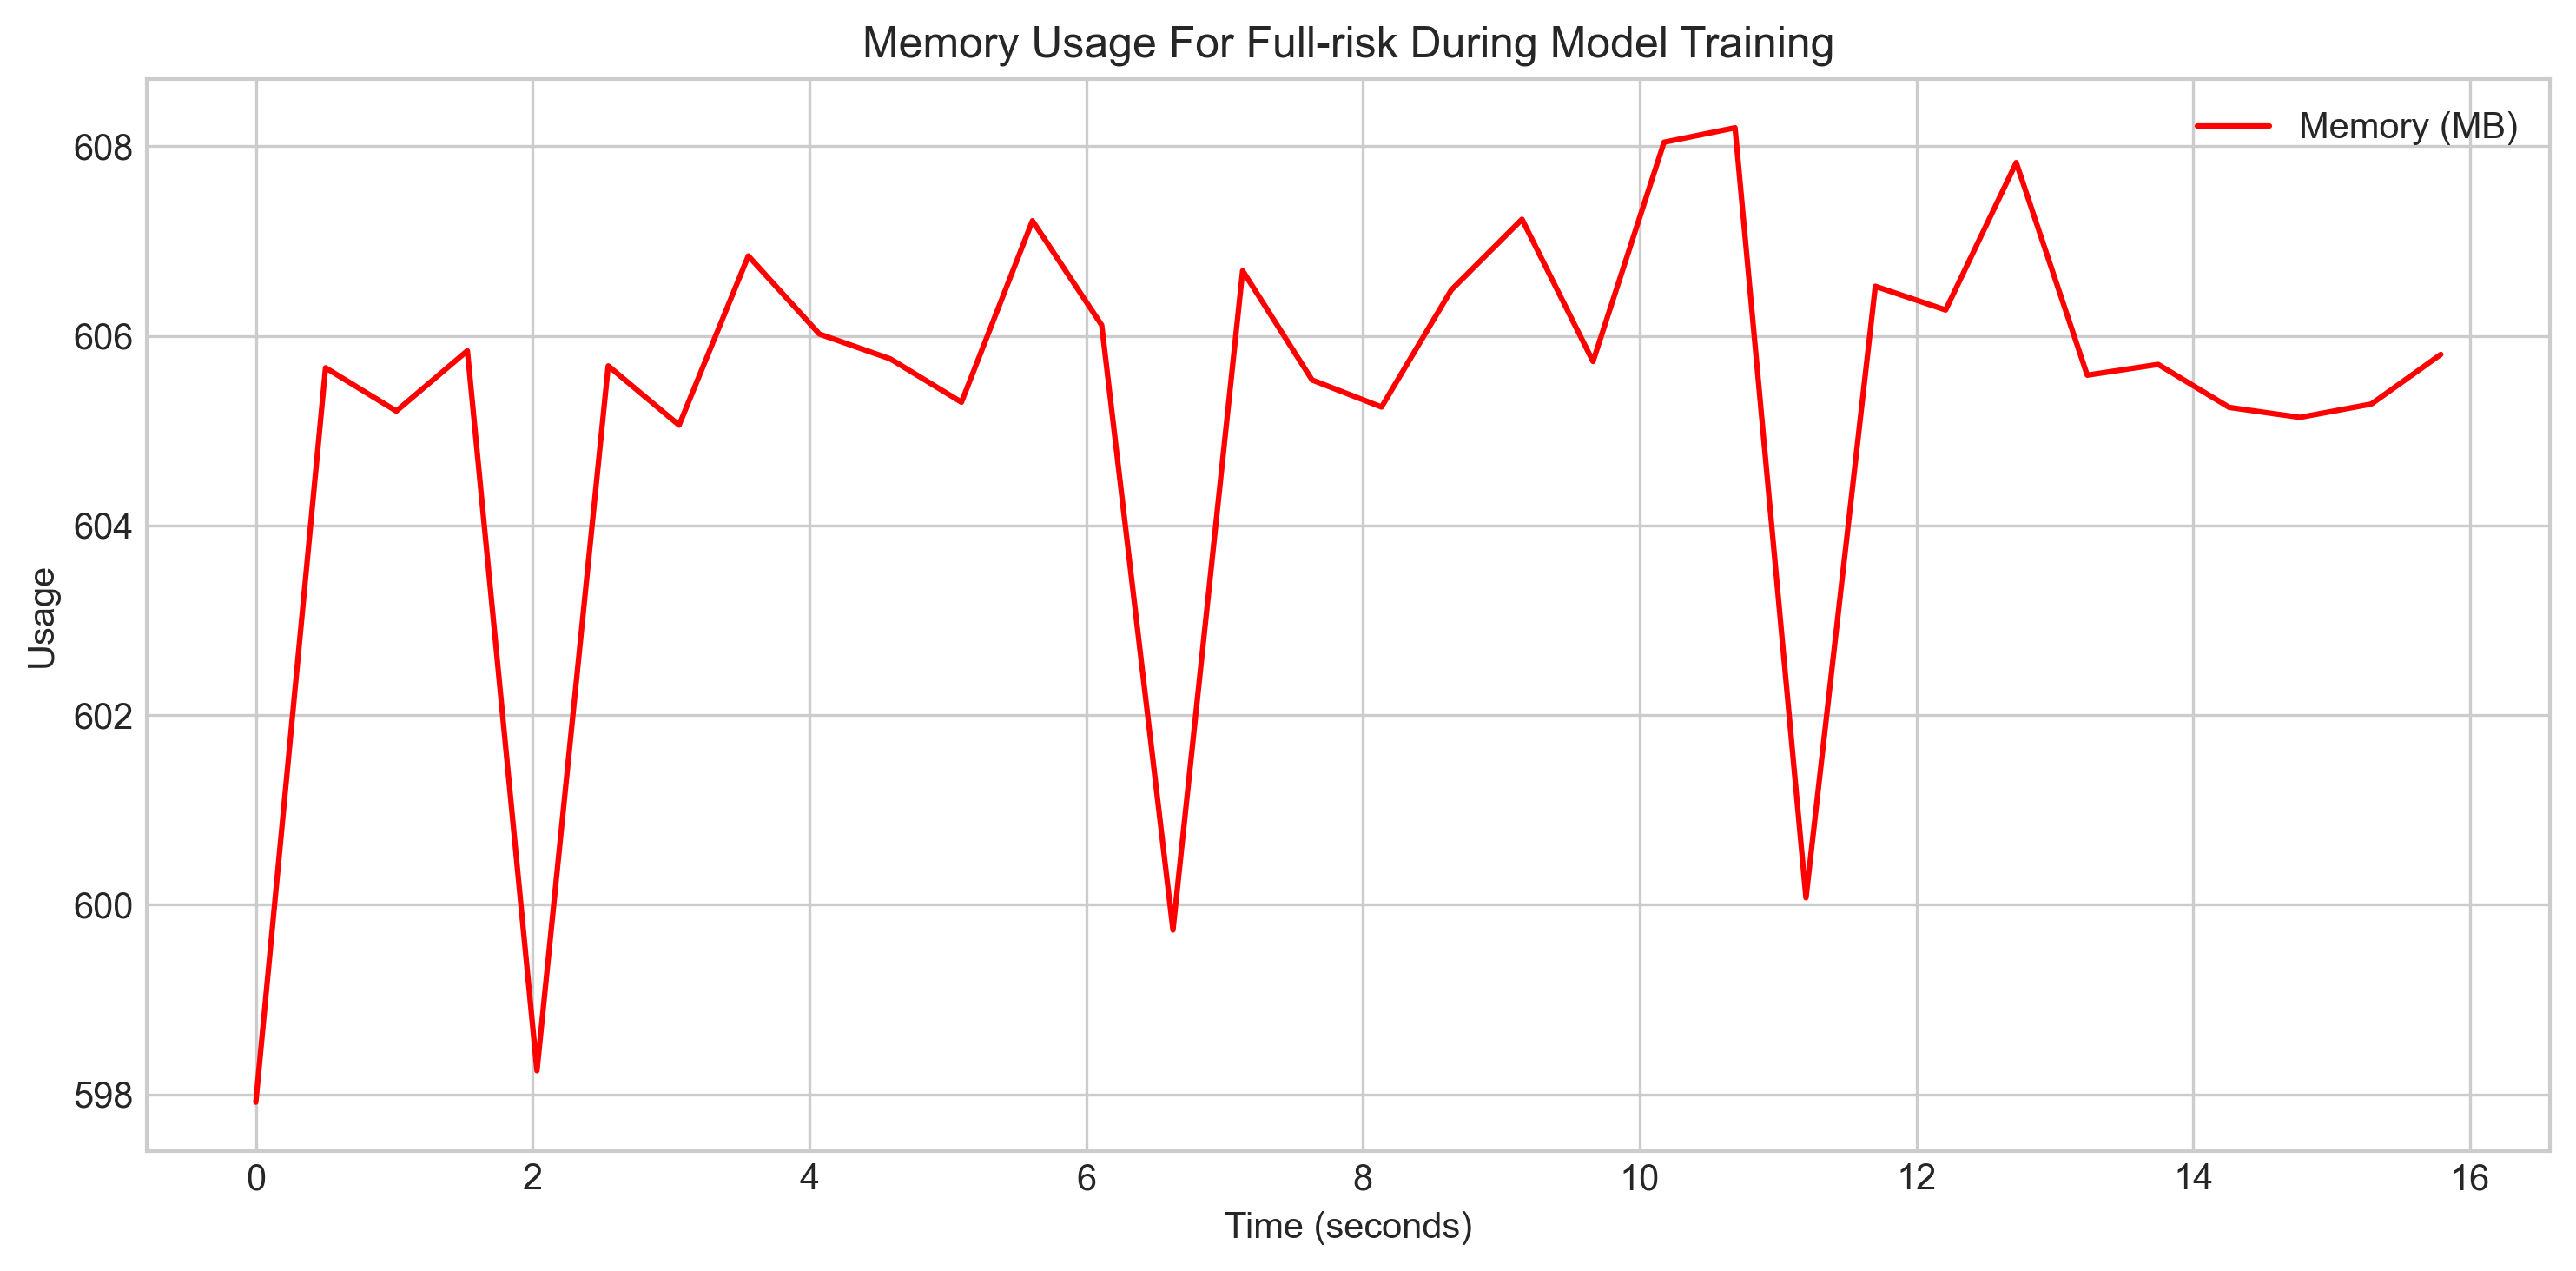 Memory Usage For Full-risk During Model Training
Memory (MB)
608
606
604
602
600
598
Usage
0 2 4 6 8 10 12 14 16
Time (seconds)